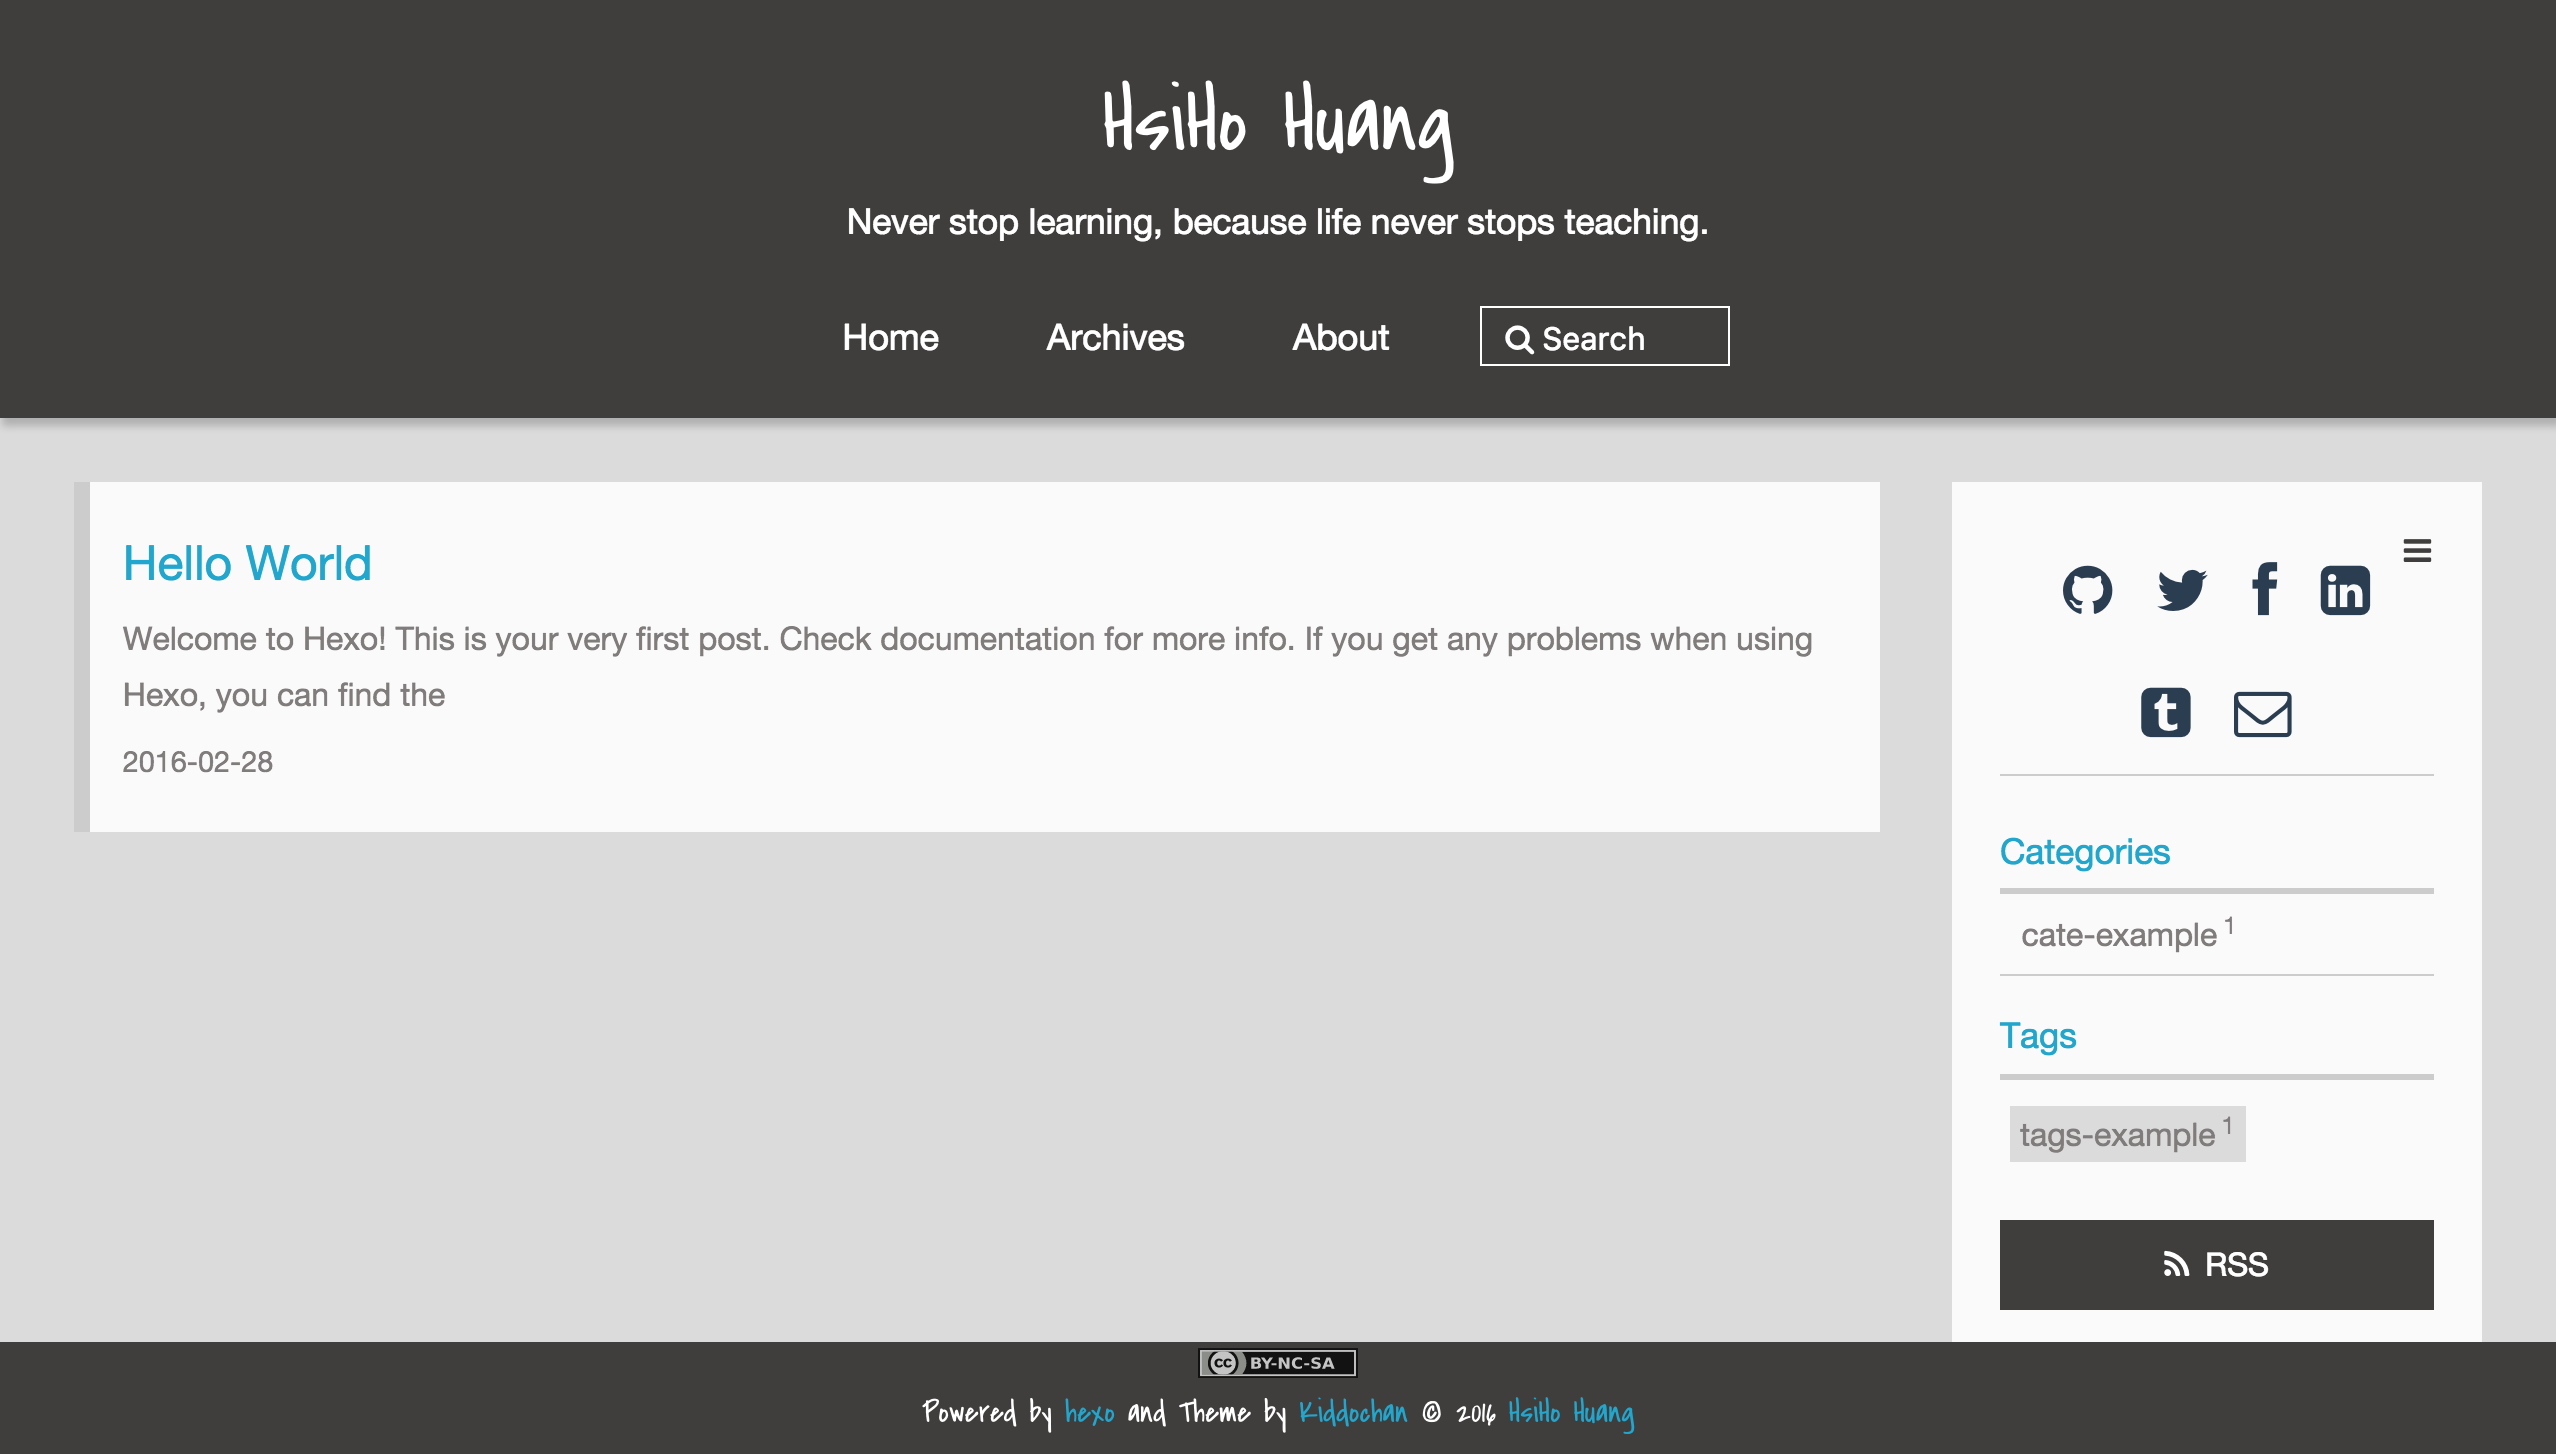 HsiHo Huang
Never stop learning, because life never stops teaching.
Home Archives About Search
Hello World
Welcome to Hexo! This is your very first post. Check documentation for more info. If you get any problems when using
Hexo, you can find the
2016-02-28
Categories
cate-example 1
Tags
tags-example 1
RSS
cc BY-NC-SA
Powered by hexo and Theme by Kiddochan © 2016 HsiHo Huang